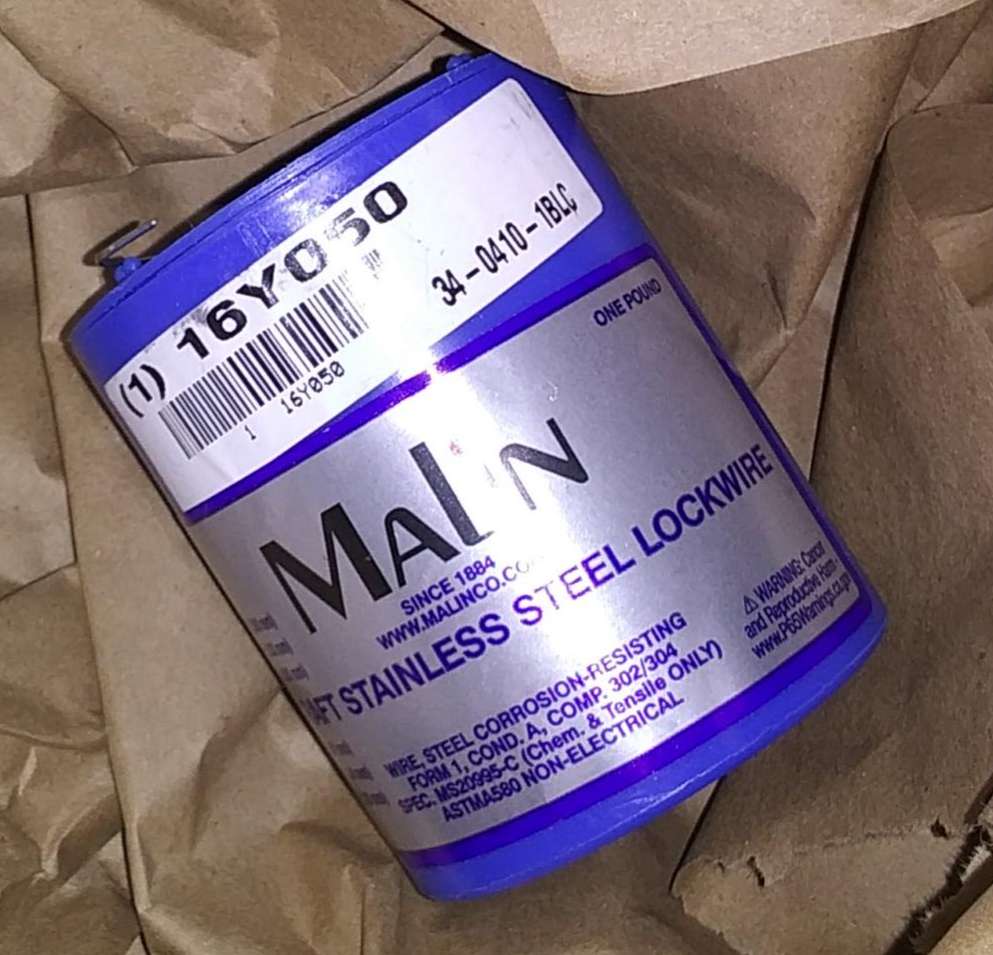 (1) 16Y050
1 16Y050
34-0410-1BLC
ONE POUND
MALIN
SINCE 1884
WWW.MALINCO.CO
AFT STAINLESS STEEL LOCKWIRE
WIRE, STEEL CORROSION-RESISTING
FORM 1, COND. A, COMP. 302/304
SPEC. MS20995-C (Chem. & Tensile ONLY)
ASTMA580 NON-ELECTRICAL
⚠ WARNING: Cancer
and Reproductive Harm-
www.P65Warnings.ca.gov